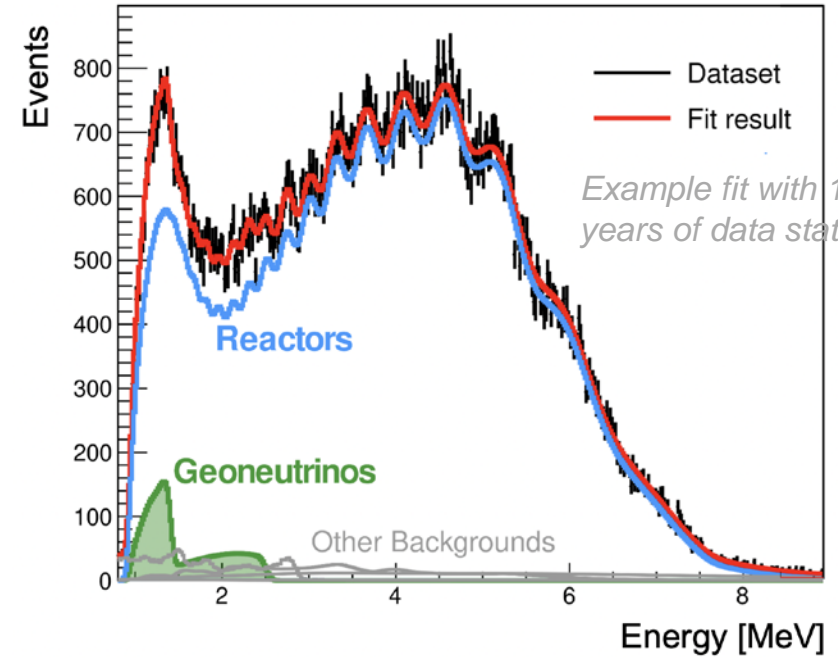 Events
800
700
600
500
400
300
200
100
0
Dataset
Fit result
Example fit with 1
years of data stat
Reactors
Geoneutrinos
Other Backgrounds
2 4 6 8
Energy [MeV]